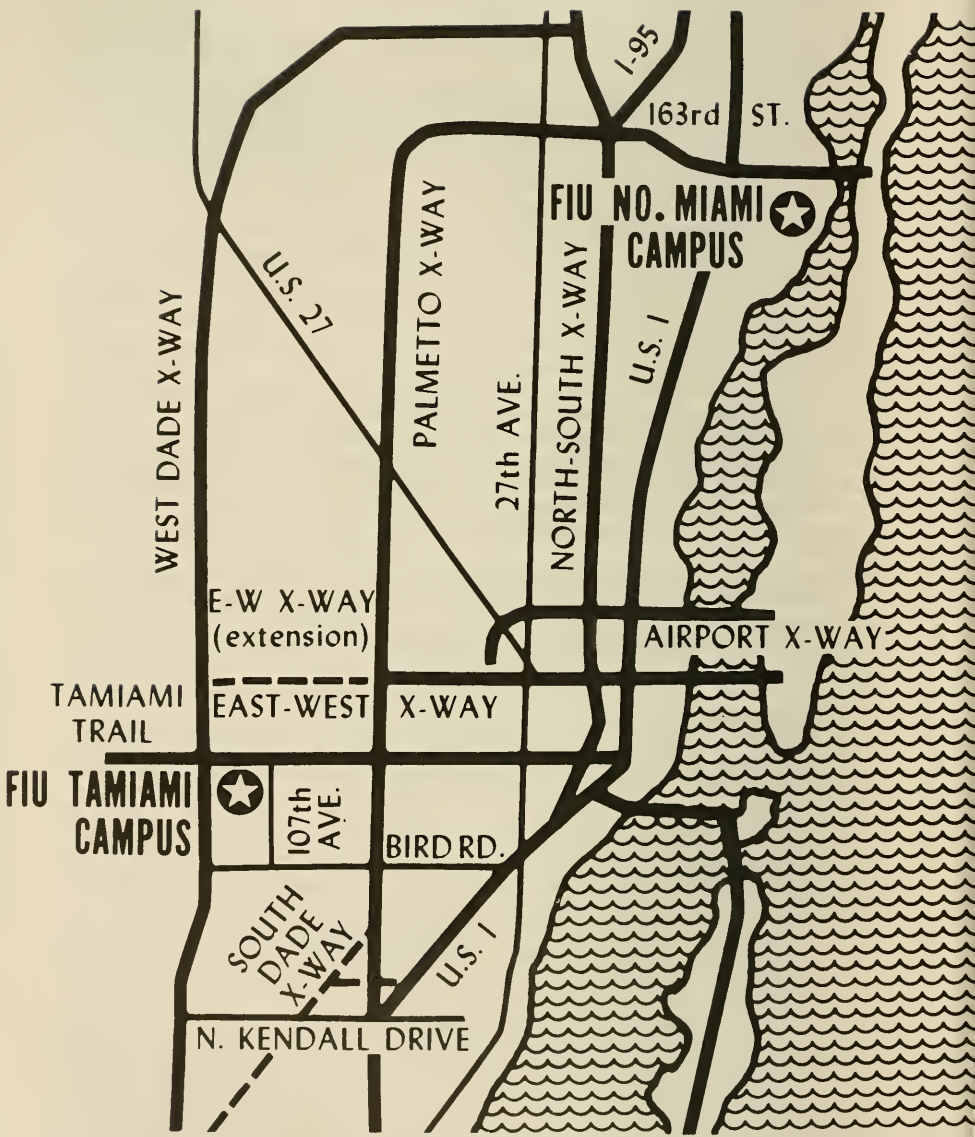 I-95
163rd ST.
FIU NO. MIAMI
CAMPUS
U.S. 27
PALMETTO X-WAY
WEST DADE X-WAY
27th AVE.
NORTH-SOUTH X-WAY
U.S. 1
E-W X-WAY
(extension)
AIRPORT X-WAY
TAMIAMI
TRAIL
EAST-WEST X-WAY
FIU TAMIAMI
CAMPUS
107th
AVE.
BIRD RD.
SOUTH
DADE
X-WAY
U.S. 1
N. KENDALL DRIVE